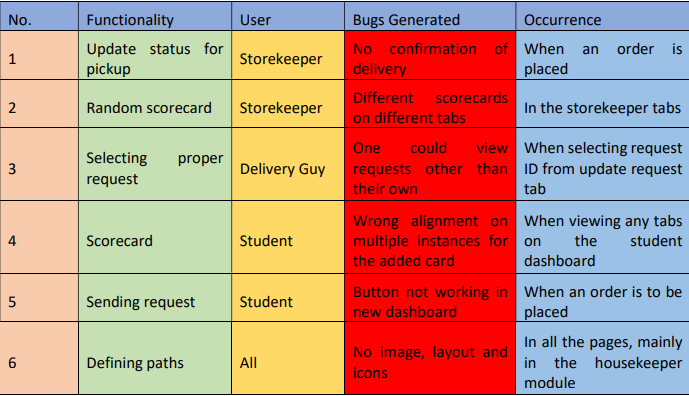 No. Functionality User Bugs Generated Occurrence
1
Update status for
pickup
Storekeeper
No confirmation of
delivery
When an order is
placed
2
Random scorecard
Storekeeper
Different scorecards
on different tabs
In the storekeeper tabs
3
Selecting proper
request
Delivery Guy
One could view
requests other than
their own
When selecting request
ID from update request
tab
4
Scorecard
Student
Wrong alignment on
multiple instances for
the added card
When viewing any tabs
on the student
dashboard
5
Sending request
Student
Button not working in
new dashboard
When an order is to be
placed
6
Defining paths
All
No image, layout and
icons
In all the pages, mainly
in the housekeeper
module